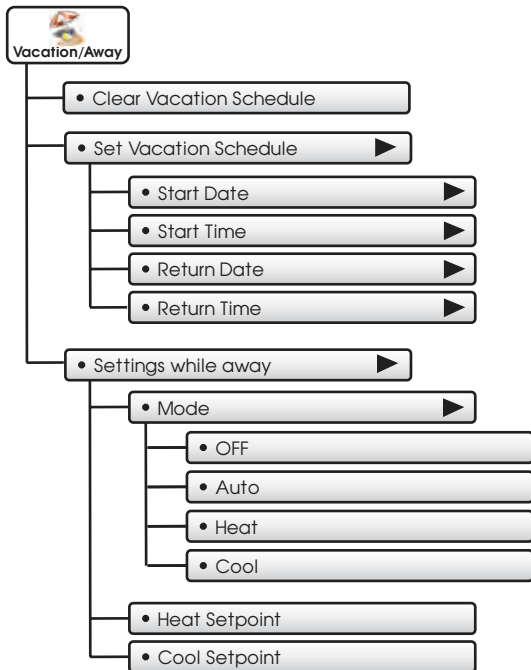 Vacation/Away
• Clear Vacation Schedule
• Set Vacation Schedule
• Start Date
• Start Time
• Return Date
• Return Time
• Settings while away
• Mode
• OFF
• Auto
• Heat
• Cool
• Heat Setpoint
• Cool Setpoint